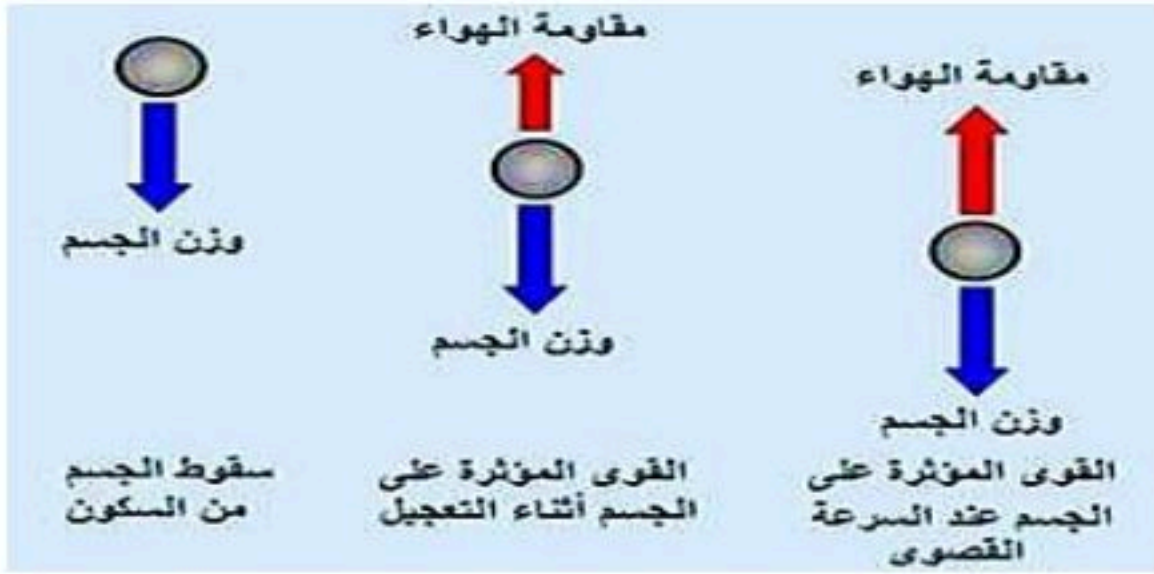 مقاومة الهواء
مقاومة الهواء
وزن الجسم
وزن الجسم
وزن الجسم
القوى المؤثرة على
الجسم عند السرعة
القصوى
القوى المؤثرة على
الجسم أثناء التعجيل
سقوط الجسم
من السكون